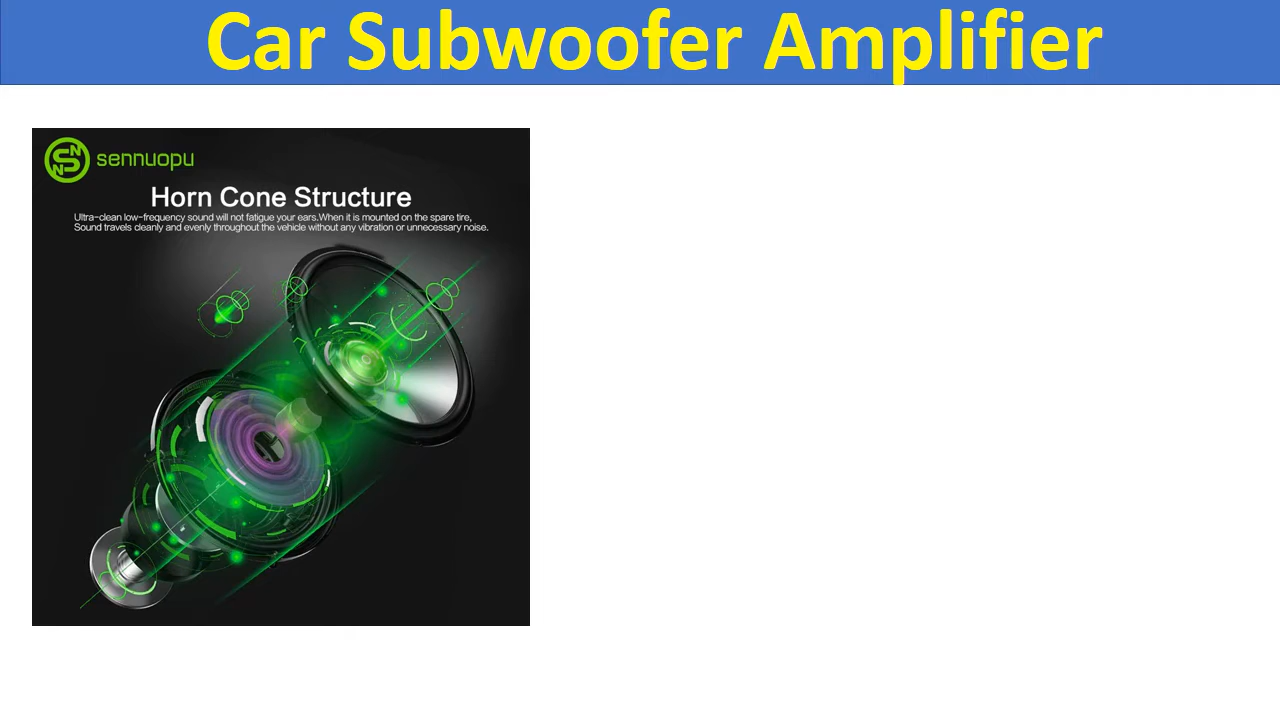 Car Subwoofer Amplifier
sennuopu
Horn Cone Structure
Ultra-clean low-frequency sound will not fatigue your ears.When it is mounted on the spare tire,
Sound travels cleanly and evenly throughout the vehicle without any vibration or unnecessary noise.